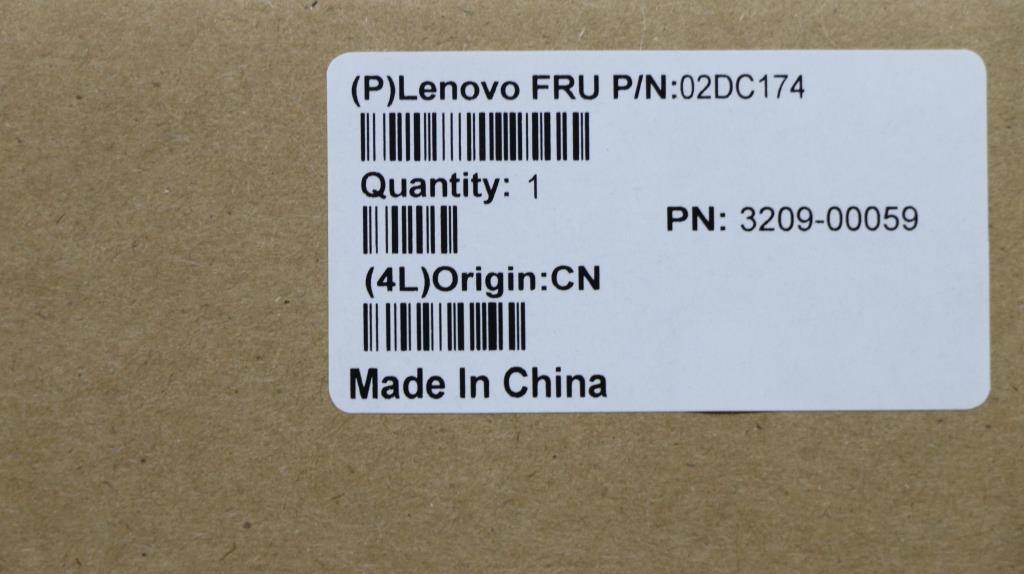 (P)Lenovo FRU P/N:02DC174
Quantity: 1
PN: 3209-00059
(4L)Origin:CN
Made In China